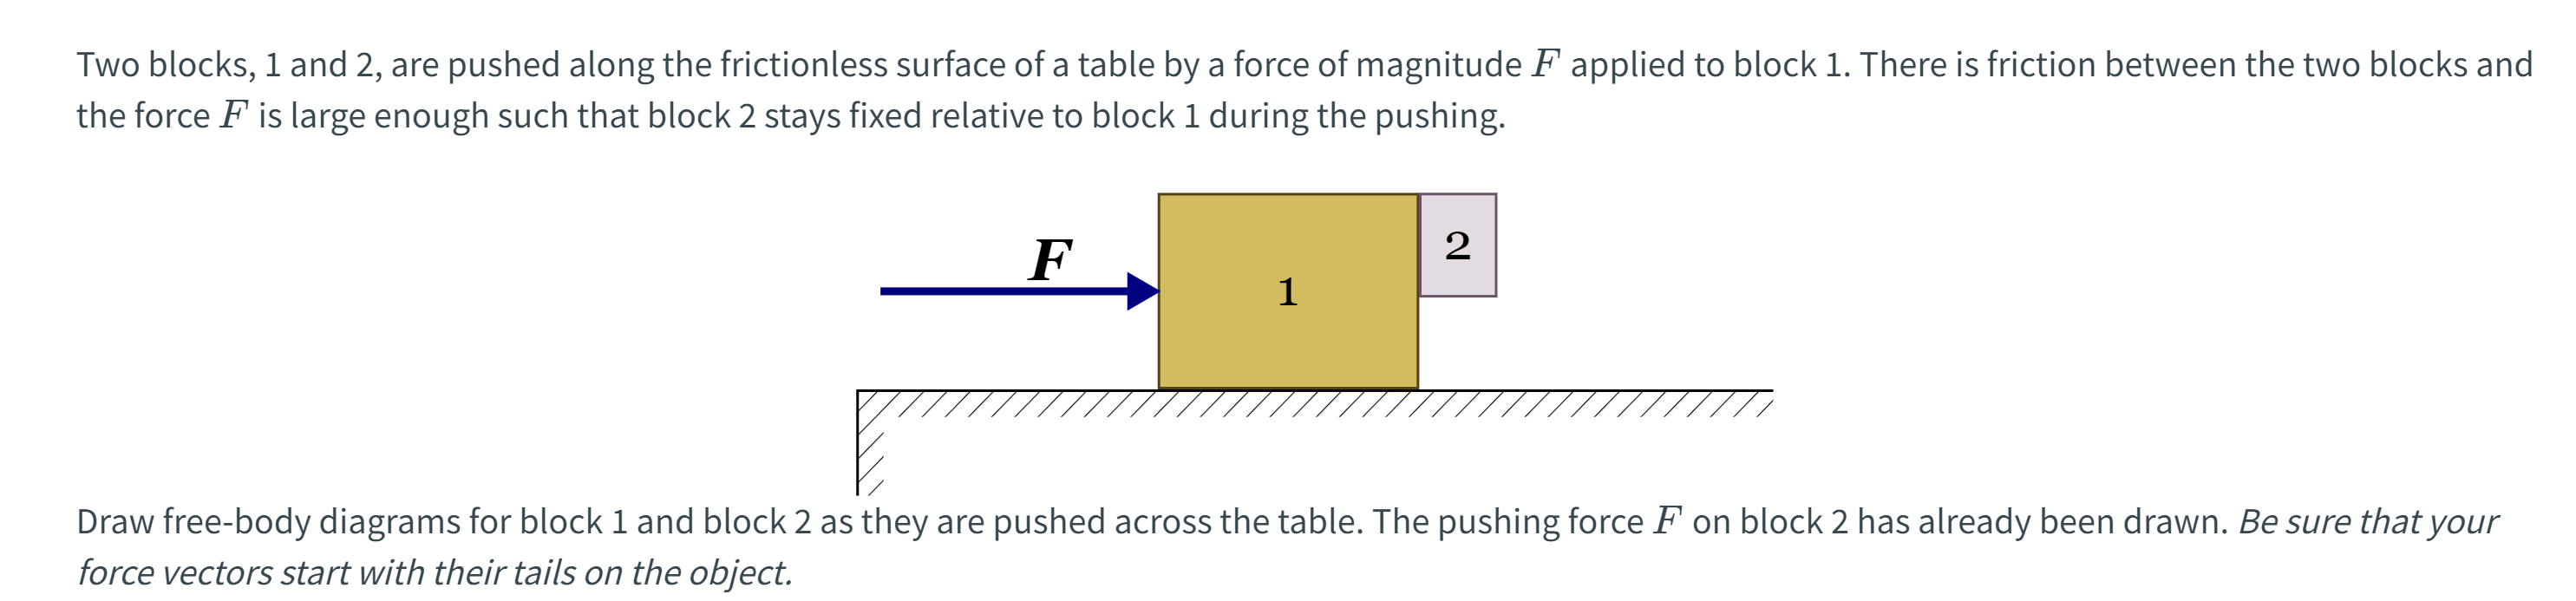 Two blocks, 1 and 2, are pushed along the frictionless surface of a table by a force of magnitude F applied to block 1. There is friction between the two blocks and
the force F is large enough such that block 2 stays fixed relative to block 1 during the pushing.
F
2
1
Draw free-body diagrams for block 1 and block 2 as they are pushed across the table. The pushing force F on block 2 has already been drawn. Be sure that your
force vectors start with their tails on the object.